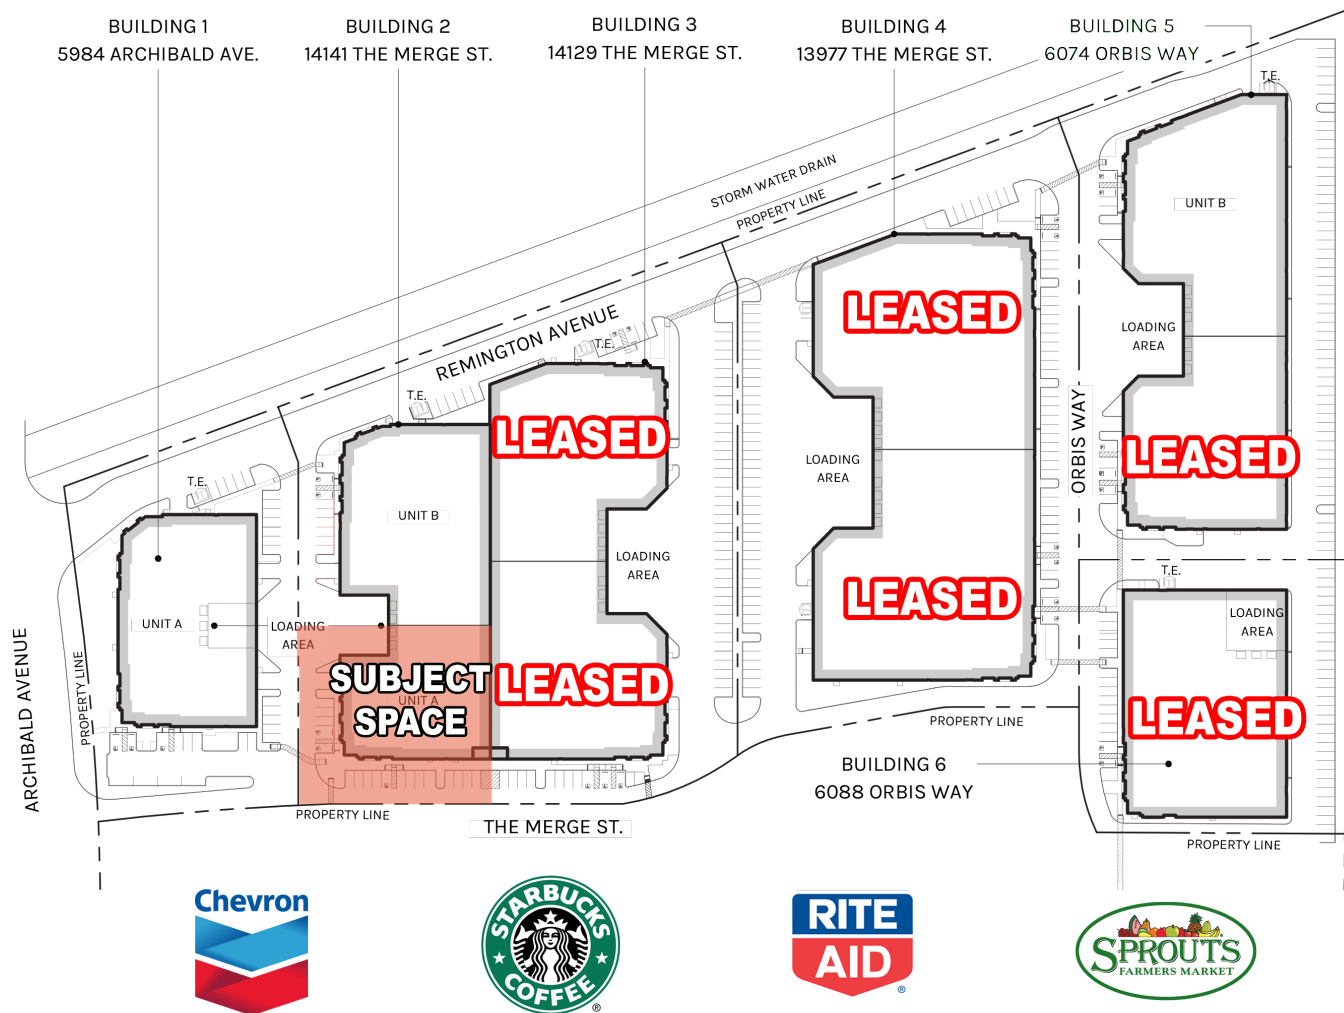 BUILDING 1
5984 ARCHIBALD AVE.
BUILDING 2
14141 THE MERGE ST.
BUILDING 3
14129 THE MERGE ST.
BUILDING 4
13977 THE MERGE ST.
BUILDING 5
6074 ORBIS WAY
T.E.
STORM WATER DRAIN
PROPERTY LINE
UNIT B
LEASED
LOADING
AREA
REMINGTON AVENUE
T.E.
T.E.
LEASED
ORBIS WAY
LOADING
AREA
LEASED
T.E.
UNIT B
LOADING
AREA
T.E.
LEASED
UNIT A
LOADING
AREA
LOADING
AREA
ARCHIBALD AVENUE
PROPERTY LINE
SUBJECT
UNIT A
SPACE
LEASED
LEASED
PROPERTY LINE
BUILDING 6
6088 ORBIS WAY
PROPERTY LINE
THE MERGE ST.
PROPERTY LINE
Chevron
STARBUCKS
COFFEE
®
RITE
AID
®
SPROUTS
FARMERS MARKET